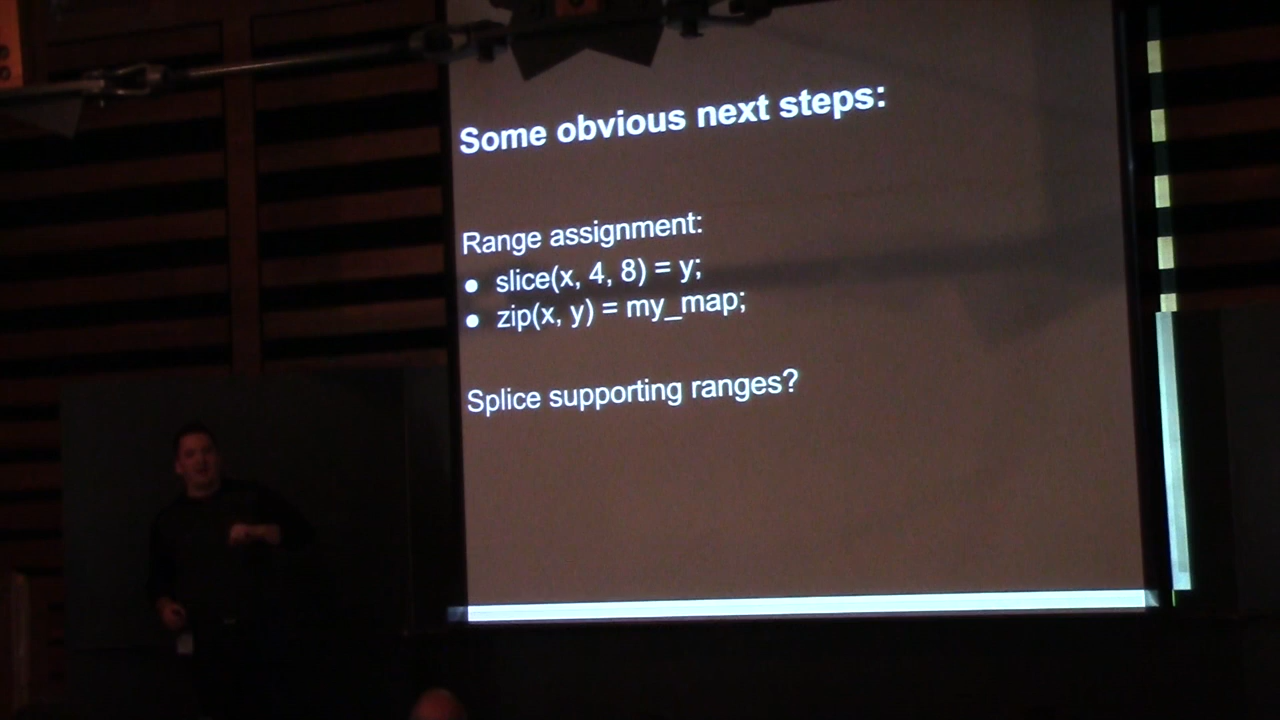 Some obvious next steps:
Range assignment:
● slice(x, 4, 8) = y;
● zip(x, y) = my_map;
Splice supporting ranges?